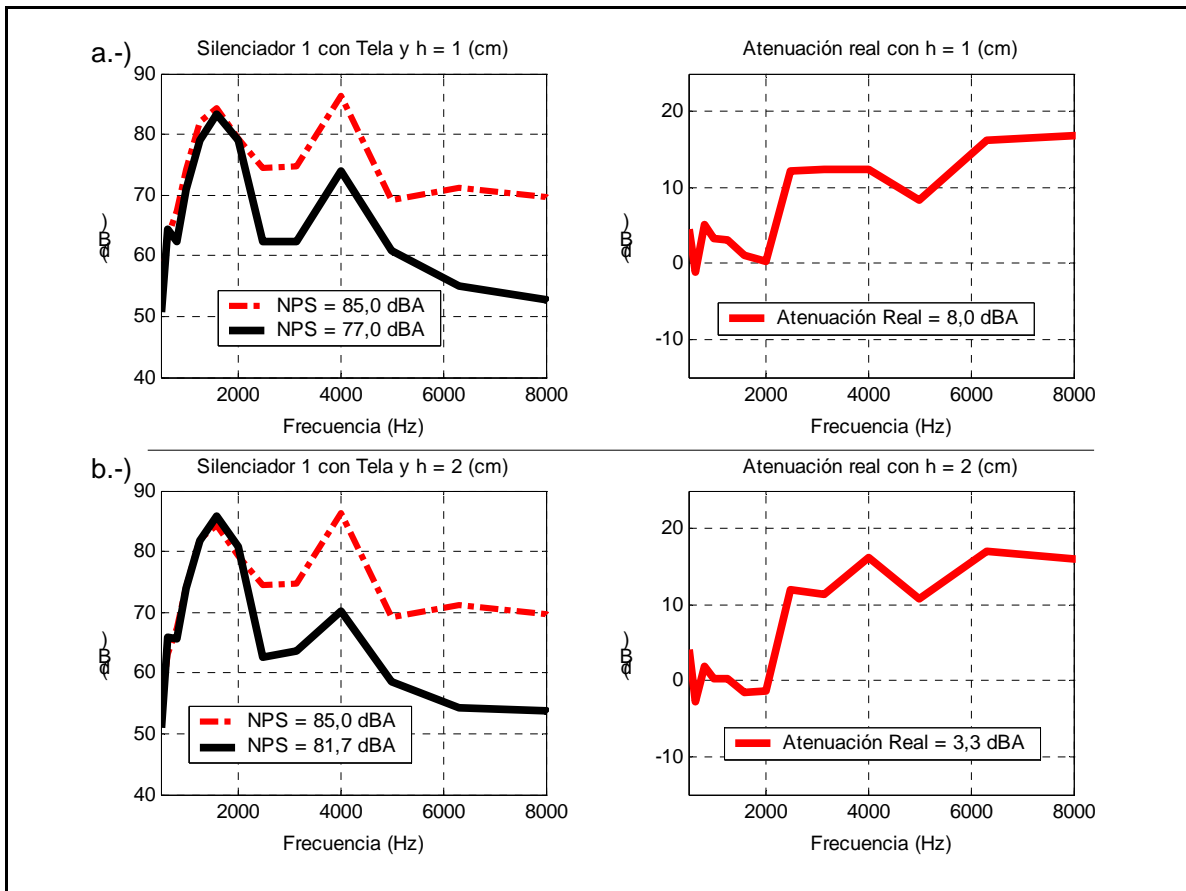 a.-)
Silenciador 1 con Tela y h = 1 (cm)
90
80
70
60
50
40
(dB)
NPS = 85,0 dBA
NPS = 77,0 dBA
2000
4000
6000
8000
Frecuencia (Hz)
Atenuación real con h = 1 (cm)
20
10
0
-10
(dB)
Atenuación Real = 8,0 dBA
2000
4000
6000
8000
Frecuencia (Hz)
b.-)
Silenciador 1 con Tela y h = 2 (cm)
90
80
70
60
50
40
(dB)
NPS = 85,0 dBA
NPS = 81,7 dBA
2000
4000
6000
8000
Frecuencia (Hz)
Atenuación real con h = 2 (cm)
20
10
0
-10
(dB)
Atenuación Real = 3,3 dBA
2000
4000
6000
8000
Frecuencia (Hz)